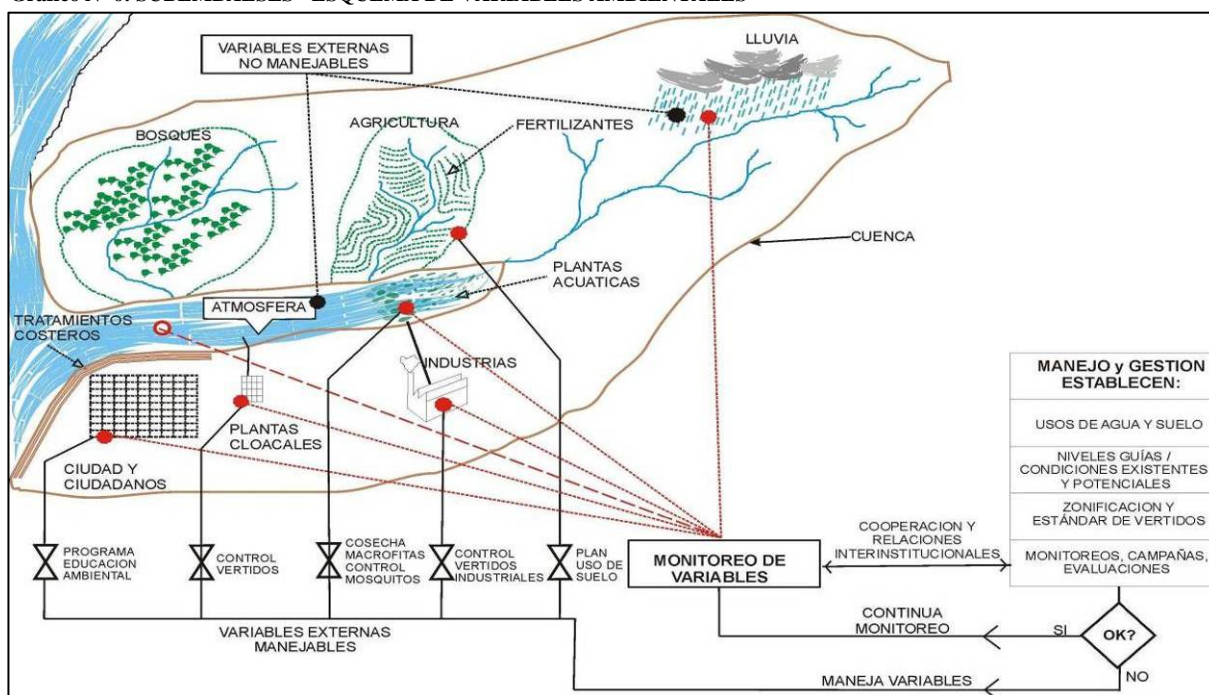 VARIABLES EXTERNAS
NO MANEJABLES
LLUVIA
BOSQUES
AGRICULTURA
FERTILIZANTES
CUENCA
PLANTAS
ACUATICAS
ATMOSFERA
TRATAMIENTOS
COSTEROS
INDUSTRIAS
PLANTAS
CLOACALES
CIUDAD Y
CIUDADANOS
MANEJO y GESTION
ESTABLECEN:
USOS DE AGUA Y SUELO
NIVELES GUÍAS /
CONDICIONES EXISTENTES
Y POTENCIALES
ZONIFICACION Y
ESTÁNDAR DE VERTIDOS
MONITOREOS, CAMPAÑAS,
EVALUACIONES
PROGRAMA
EDUCACION
AMBIENTAL
CONTROL
VERTIDOS
COSECHA
MACROFITAS
CONTROL
MOSQUITOS
CONTROL
VERTIDOS
INDUSTRIALES
PLAN
USO DE
SUELO
MONITOREO DE
VARIABLES
COOPERACION Y
RELACIONES
INTERINSTITUCIONALES
VARIABLES EXTERNAS
MANEJABLES
CONTINUA
MONITOREO
SI
OK?
NO
MANEJA VARIABLES